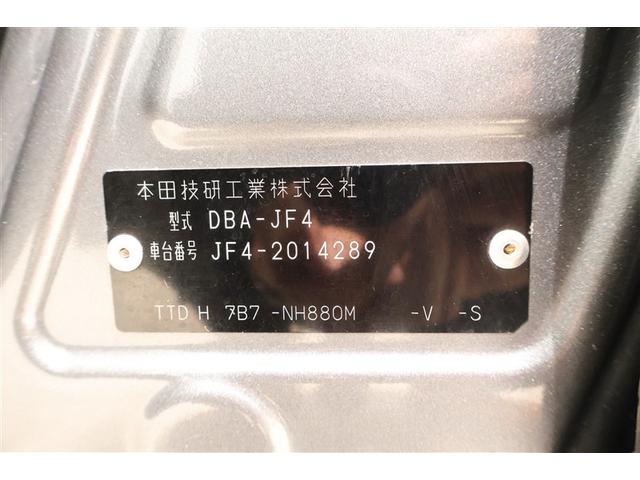 本田技研工業株式会社
型式 DBA-JF4
車台番号 JF4-2014289
TTD H 7B7 -NH880M -V -S